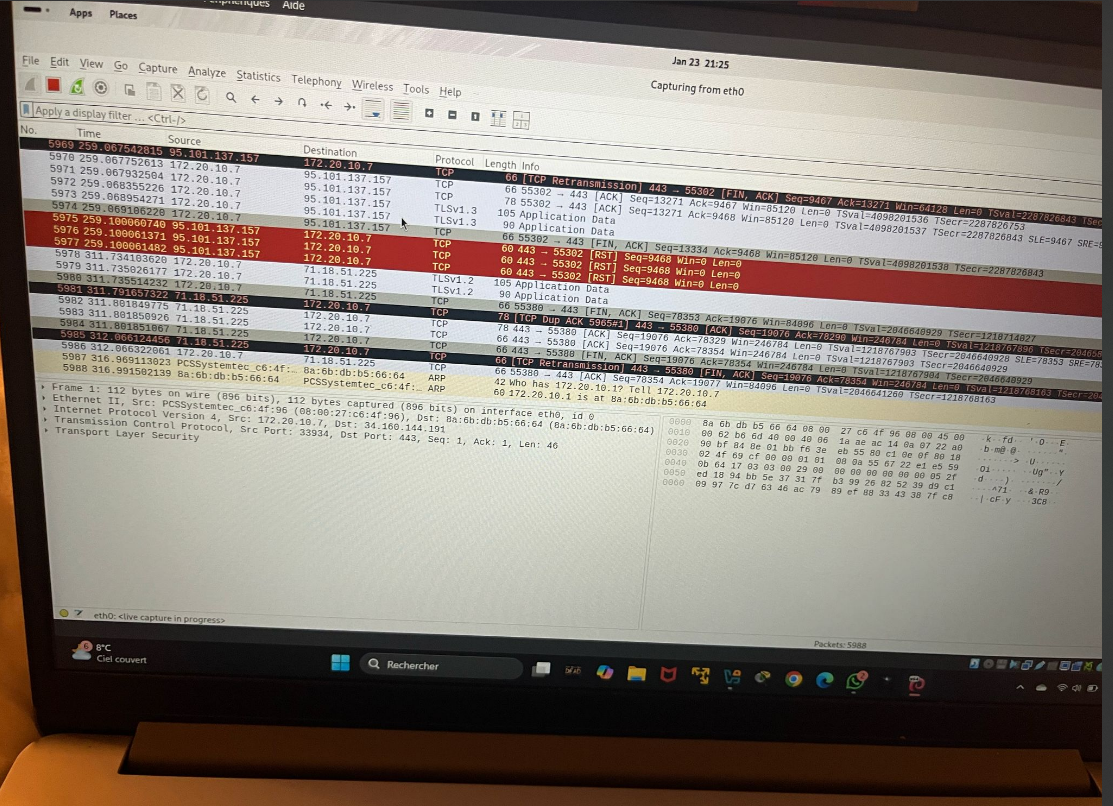 Périphériques Aide
Apps Places
Jan 23 21:25
File Edit View Go Capture Analyze Statistics Telephony Wireless Tools Help
Capturing from eth0
Apply a display filter ... <Ctrl-/>
No. Time Source Destination Protocol Length Info
5969 259.067542815 95.101.137.157 172.20.10.7 TCP 66 [TCP Retransmission] 443 → 55302 [FIN, ACK] Seq=9467 Ack=13271 Win=64128 Len=0 TSval=2287826843
5970 259.067752613 172.20.10.7 95.101.137.157 TCP 66 55302 → 443 [ACK] Seq=13271 Ack=9467 Win=85120 Len=0 TSval=4098201536 TSecr=2287826753
5971 259.067932504 172.20.10.7 95.101.137.157 TCP 78 55302 → 443 [ACK] Seq=13271 Ack=9468 Win=85120 Len=0 TSval=4098201537 TSecr=2287826843 SLE=9467
5972 259.068355226 172.20.10.7 95.101.137.157 TLSv1.3 105 Application Data
5973 259.068954271 172.20.10.7 95.101.137.157 TLSv1.3 90 Application Data
5974 259.069106220 172.20.10.7 95.101.137.157 TCP 66 55302 → 443 [FIN, ACK] Seq=13334 Ack=9468 Win=85120 Len=0 TSval=4098201538 TSecr=2287826843
5975 259.100060740 95.101.137.157 172.20.10.7 TCP 60 443 → 55302 [RST] Seq=9468 Win=0 Len=0
5976 259.100061371 95.101.137.157 172.20.10.7 TCP 60 443 → 55302 [RST] Seq=9468 Win=0 Len=0
5977 259.100061482 95.101.137.157 172.20.10.7 TCP 60 443 → 55302 [RST] Seq=9468 Win=0 Len=0
5978 311.734103620 172.20.10.7 71.18.51.225 TLSv1.2 105 Application Data
5979 311.735026177 172.20.10.7 71.18.51.225 TLSv1.2 90 Application Data
5980 311.735514232 172.20.10.7 71.18.51.225 TCP 66 55380 → 443 [FIN, ACK] Seq=78353 Ack=19076 Win=84096 Len=0 TSval=2046640929 TSecr=1218714827
5981 311.791657322 71.18.51.225 172.20.10.7 TCP 78 [TCP Dup ACK 5965#1] 443 → 55380 [ACK] Seq=19076 Ack=78290 Win=246784 Len=0 TSval=1218767896
5982 311.801849775 71.18.51.225 172.20.10.7 TCP 78 443 → 55380 [ACK] Seq=19076 Ack=78329 Win=246784 Len=0 TSval=1218767903 TSecr=2046640928 SLE=78353
5983 311.801850926 71.18.51.225 172.20.10.7 TCP 66 443 → 55380 [ACK] Seq=19076 Ack=78354 Win=246784 Len=0 TSval=1218767903 TSecr=2046640929
5984 311.801851067 71.18.51.225 172.20.10.7 TCP 66 443 → 55380 [FIN, ACK] Seq=19076 Ack=78354 Win=246784 Len=0 TSval=1218767904 TSecr=2046640929
5985 312.066124456 71.18.51.225 172.20.10.7 TCP 66 [TCP Retransmission] 443 → 55380 [FIN, ACK] Seq=19076 Ack=78354 Win=246784 Len=0 TSval=1218768163
5986 312.066322061 172.20.10.7 71.18.51.225 TCP 66 55380 → 443 [ACK] Seq=78354 Ack=19077 Win=84096 Len=0 TSval=2046641260 TSecr=1218768163
5987 316.969113023 PCSSystemtec_c6:4f:… 8a:6b:db:b5:66:64 ARP 42 Who has 172.20.10.1? Tell 172.20.10.7
5988 316.991502139 8a:6b:db:b5:66:64 PCSSystemtec_c6:4f:… ARP 60 172.20.10.1 is at 8a:6b:db:b5:66:64
Frame 1: 112 bytes on wire (896 bits), 112 bytes captured (896 bits) on interface eth0, id 0
Ethernet II, Src: PCSSystemtec_c6:4f:96 (08:00:27:c6:4f:96), Dst: 8a:6b:db:b5:66:64 (8a:6b:db:b5:66:64)
Internet Protocol Version 4, Src: 172.20.10.7, Dst: 34.160.144.191
Transmission Control Protocol, Src Port: 33934, Dst Port: 443, Seq: 1, Ack: 1, Len: 46
Transport Layer Security
0000 8a 6b db b5 66 64 08 00 27 c6 4f 96 08 00 45 00
0010 00 62 b6 6d 40 00 40 06 1a ae ac 14 0a 07 22 a0
0020 90 bf 84 8e 01 bb f6 3e eb 55 80 c1 0e 0f 80 18
0030 02 4f 69 cf 00 00 01 01 08 0a 55 67 22 e1 e5 59
0040 0b 64 17 03 03 00 29 00 00 00 00 00 00 00 05 2f
0050 ed 18 94 bb 5e 37 31 7f b3 99 26 82 52 39 d9 c1
0060 09 97 7c d7 63 46 ac 79 89 ef 88 33 43 38 7f c8
eth0: <live capture in progress>
Packets: 5988
6
8°C
Ciel couvert
Rechercher